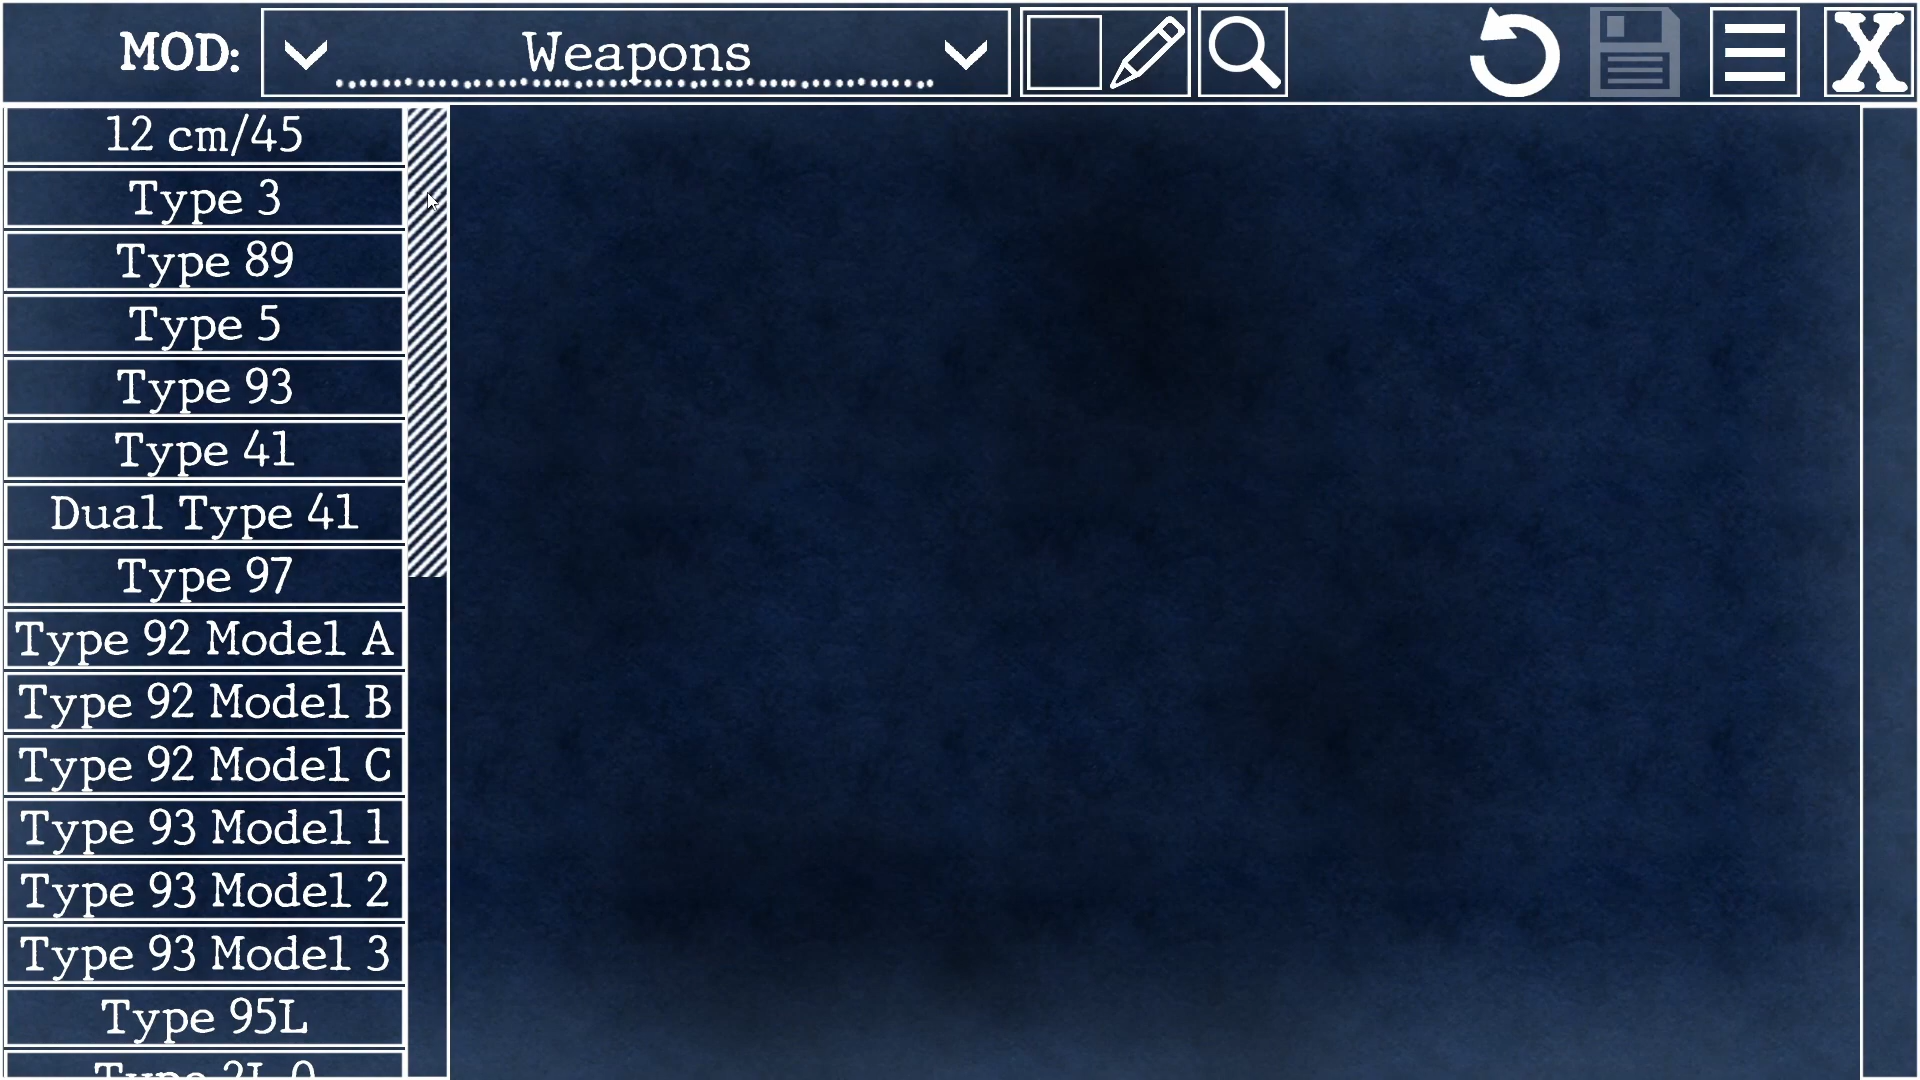 MOD:
Weapons
X
12 cm/45
Type 3
Type 89
Type 5
Type 93
Type 41
Dual Type 41
Type 97
Type 92 Model A
Type 92 Model B
Type 92 Model C
Type 93 Model 1
Type 93 Model 2
Type 93 Model 3
Type 95L